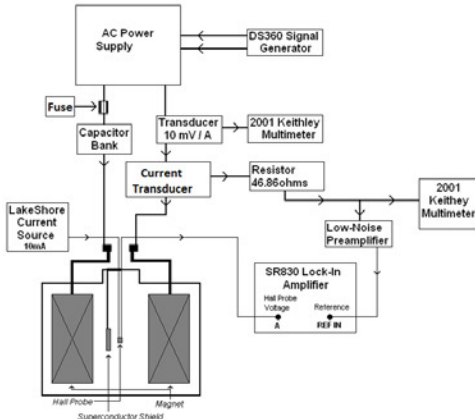 AC Power
Supply
DS360 Signal
Generator
Fuse
Capacitor
Bank
Transducer
10 mV / A
2001 Keithley
Multimeter
Current
Transducer
Resistor
46.86ohms
2001
Keithey
Multimeter
LakeShore
Current
Source
10mA
Low-Noise
Preamplifier
SR830 Lock-In
Amplifier
Hall Probe
Voltage
Reference
A
REF IN
Hall Probe
Magnet
Superconductor Shield